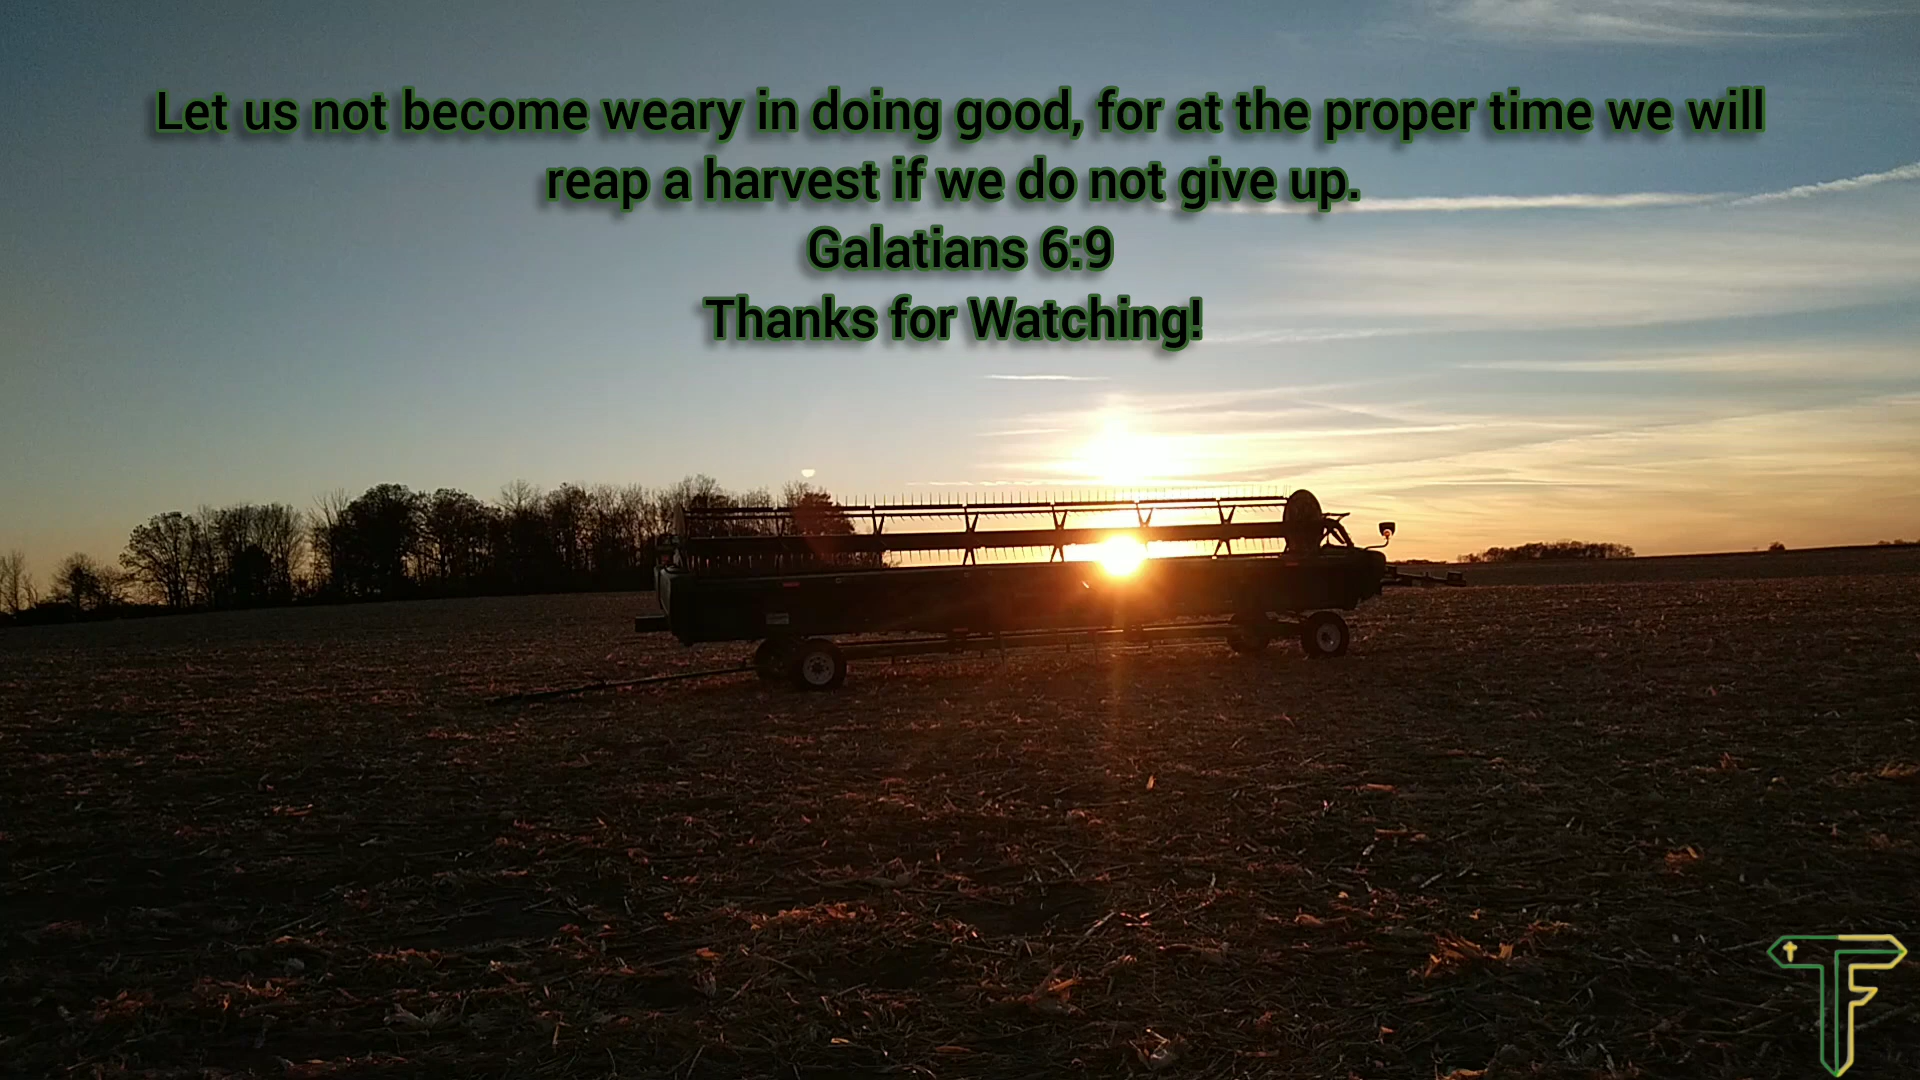 Let us not become weary in doing good, for at the proper time we will
reap a harvest if we do not give up.
Galatians 6:9
Thanks for Watching!
TF